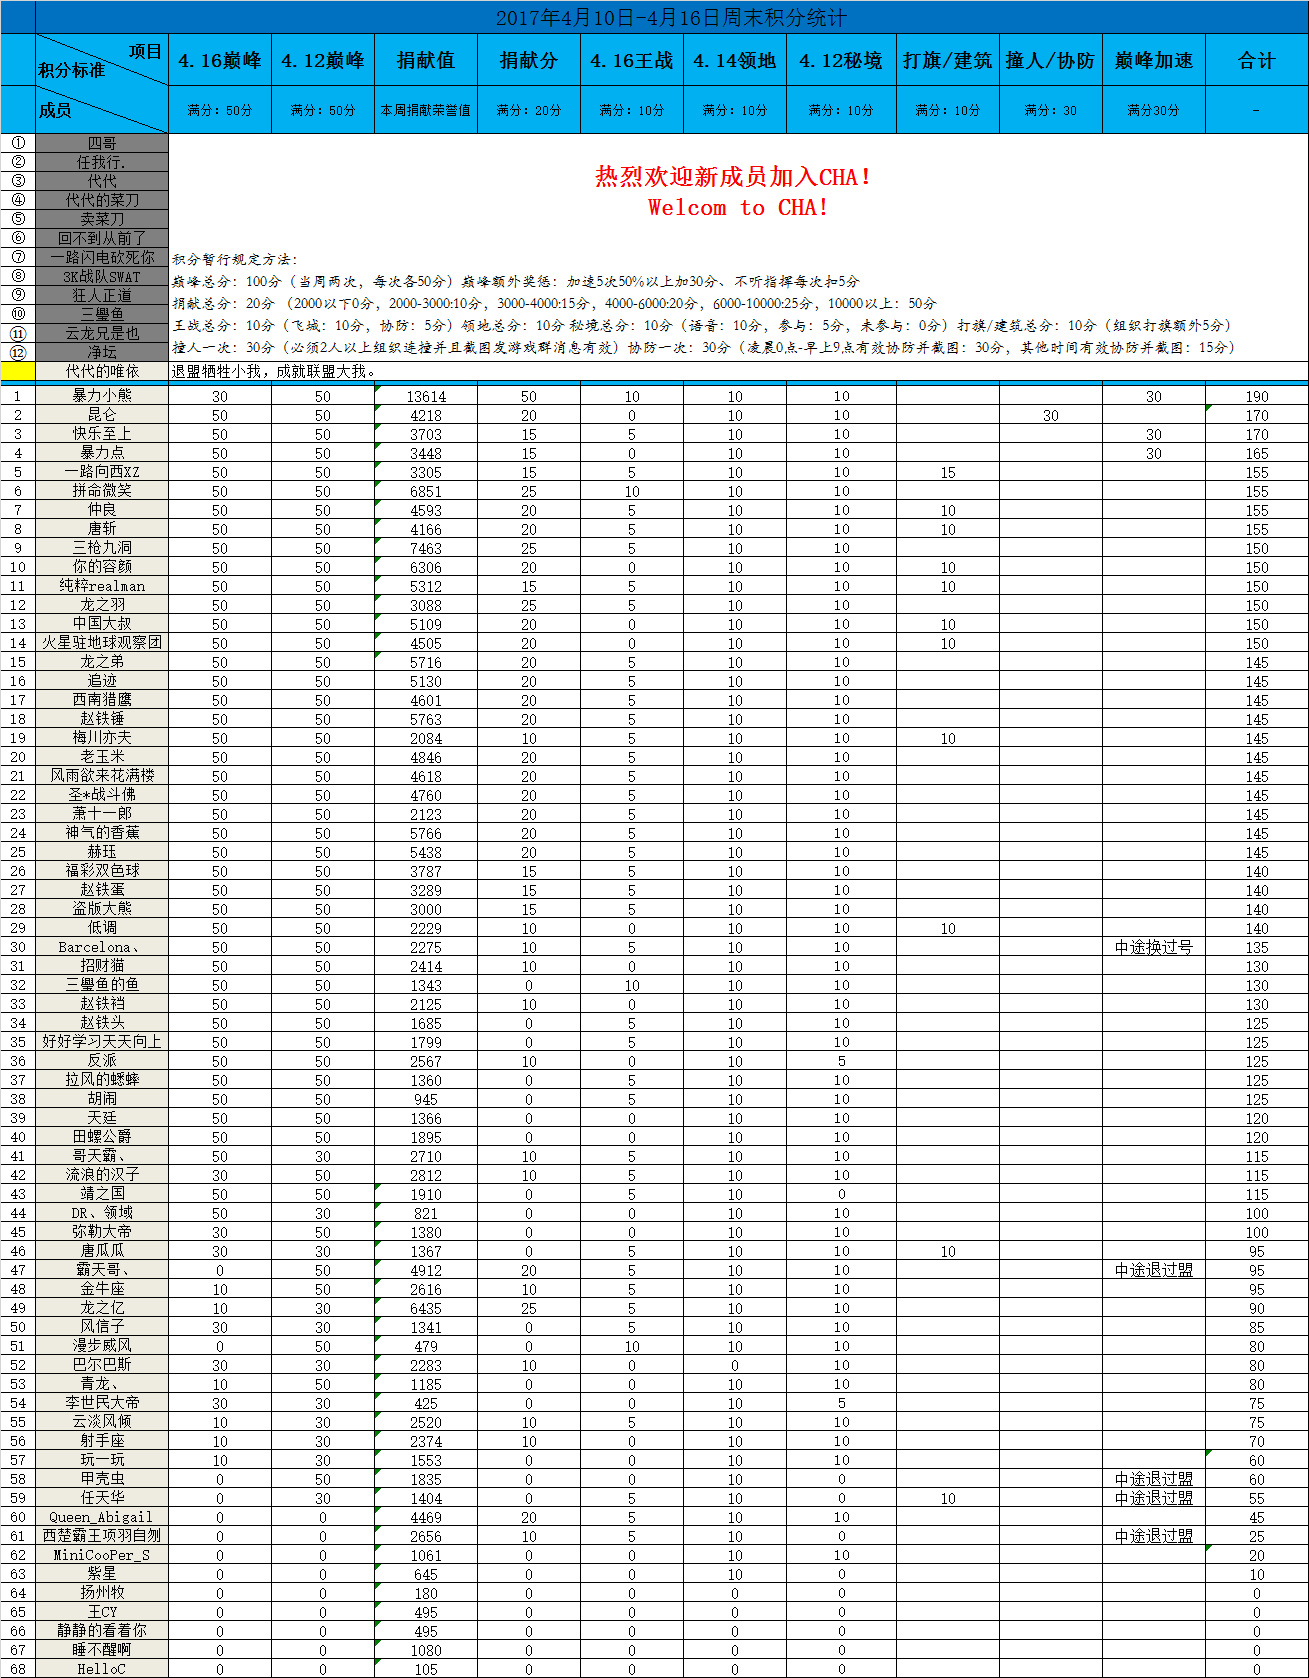 2017年4月10日-4月16日周末积分统计
项目 积分标准 4.16巅峰 4.12巅峰 捐献值 捐献分 4.16王战 4.14领地 4.12秘境 打旗/建筑 撞人/协防 巅峰加速 合计
成员 满分：50分 满分：50分 本周捐献荣誉值 满分：20分 满分：10分 满分：10分 满分：10分 满分：10分 满分：30 满分30分 -
① 四哥
② 任我行.
③ 代代
④ 代代的菜刀
⑤ 卖菜刀
⑥ 回不到从前了
⑦ 一路闪电砍死你
⑧ 3K战队SWAT
⑨ 狂人正道
⑩ 三璺鱼
⑪ 云龙兄是也
⑫ 净坛
热烈欢迎新成员加入CHA!
Welcom to CHA!
积分暂行规定方法：
巅峰总分：100分（当周两次，每次各50分）巅峰额外奖惩：加速5次50%以上加30分、不听指挥每次扣5分
捐献总分：20分 （2000以下0分，2000-3000:10分，3000-4000:15分，4000-6000:20分，6000-10000:25分，10000以上：50分
王战总分：10分（飞城：10分，协防：5分）领地总分：10分 秘境总分：10分（语音：10分，参与：5分，未参与：0分）打旗/建筑总分：10分（组织打旗额外5分）
撞人一次：30分（必须2人以上组织连撞并且截图发游戏群消息有效）协防一次：30分（凌晨0点-早上9点有效协防并截图：30分，其他时间有效协防并截图：15分）
代代的唯依 退盟牺牲小我，成就联盟大我。
1 暴力小熊 30 50 13614 50 10 10 10 30 190
2 昆仑 50 50 4218 20 0 10 10 30 170
3 快乐至上 50 50 3703 15 5 10 10 30 170
4 暴力点 50 50 3448 15 0 10 10 30 165
5 一路向西XZ 50 50 3305 15 5 10 10 15 155
6 拼命微笑 50 50 6851 25 10 10 10 155
7 仲良 50 50 4593 20 5 10 10 10 155
8 唐斩 50 50 4166 20 5 10 10 10 155
9 三枪九洞 50 50 7463 25 5 10 10 150
10 你的容颜 50 50 6306 20 0 10 10 10 150
11 纯粹realman 50 50 5312 15 5 10 10 10 150
12 龙之羽 50 50 3088 25 5 10 10 150
13 中国大叔 50 50 5109 20 0 10 10 10 150
14 火星驻地球观察团 50 50 4505 20 0 10 10 10 150
15 龙之弟 50 50 5716 20 5 10 10 145
16 追迹 50 50 5130 20 5 10 10 145
17 西南猎鹰 50 50 4601 20 5 10 10 145
18 赵铁锤 50 50 5763 20 5 10 10 145
19 梅川亦夫 50 50 2084 10 5 10 10 10 145
20 老玉米 50 50 4846 20 5 10 10 145
21 风雨欲来花满楼 50 50 4618 20 5 10 10 145
22 圣*战斗佛 50 50 4760 20 5 10 10 145
23 萧十一郎 50 50 2123 20 5 10 10 145
24 神气的香蕉 50 50 5766 20 5 10 10 145
25 赫珏 50 50 5438 20 5 10 10 145
26 福彩双色球 50 50 3787 15 5 10 10 140
27 赵铁蛋 50 50 3289 15 5 10 10 140
28 盗版大熊 50 50 3000 15 5 10 10 140
29 低调 50 50 2229 10 0 10 10 10 140
30 Barcelona、 50 50 2275 10 5 10 10 中途换过号 135
31 招财猫 50 50 2414 10 0 10 10 130
32 三璺鱼的鱼 50 50 1343 0 10 10 10 130
33 赵铁裆 50 50 2125 10 0 10 10 130
34 赵铁头 50 50 1685 0 5 10 10 125
35 好好学习天天向上 50 50 1799 0 5 10 10 125
36 反派 50 50 2567 10 0 10 5 125
37 拉风的蟋蟀 50 50 1360 0 5 10 10 125
38 胡闹 50 50 945 0 5 10 10 125
39 天廷 50 50 1366 0 0 10 10 120
40 田螺公爵 50 50 1895 0 0 10 10 120
41 哥天霸、 50 30 2710 10 5 10 10 115
42 流浪的汉子 30 50 2812 10 5 10 10 115
43 靖之国 50 50 1910 0 5 10 0 115
44 DR、领域 50 30 821 0 0 10 10 100
45 弥勒大帝 30 50 1380 0 0 10 10 100
46 唐瓜瓜 30 30 1367 0 5 10 10 10 95
47 霸天哥、 0 50 4912 20 5 10 10 中途退过盟 95
48 金牛座 10 50 2616 10 5 10 10 95
49 龙之亿 10 30 6435 25 5 10 10 90
50 风信子 30 30 1341 0 5 10 10 85
51 漫步威风 0 50 479 0 10 10 10 80
52 巴尔巴斯 30 30 2283 10 0 0 10 80
53 青龙、 10 50 1185 0 0 10 10 80
54 李世民大帝 30 30 425 0 0 10 5 75
55 云淡风倾 10 30 2520 10 5 10 10 75
56 射手座 10 30 2374 10 0 10 10 70
57 玩一玩 10 30 1553 0 0 10 10 60
58 甲壳虫 0 50 1835 0 0 10 0 中途退过盟 60
59 任天华 0 30 1404 0 5 10 0 10 中途退过盟 55
60 Queen_Abigail 0 0 4469 20 5 10 10 45
61 西楚霸王项羽自刎 0 0 2656 10 5 10 0 中途退过盟 25
62 MiniCooPer_S 0 0 1061 0 0 10 10 20
63 紫星 0 0 645 0 0 10 0 10
64 扬州牧 0 0 180 0 0 0 0 0
65 王CY 0 0 495 0 0 0 0 0
66 静静的看着你 0 0 495 0 0 0 0 0
67 睡不醒啊 0 0 1080 0 0 0 0 0
68 HelloC 0 0 105 0 0 0 0 0